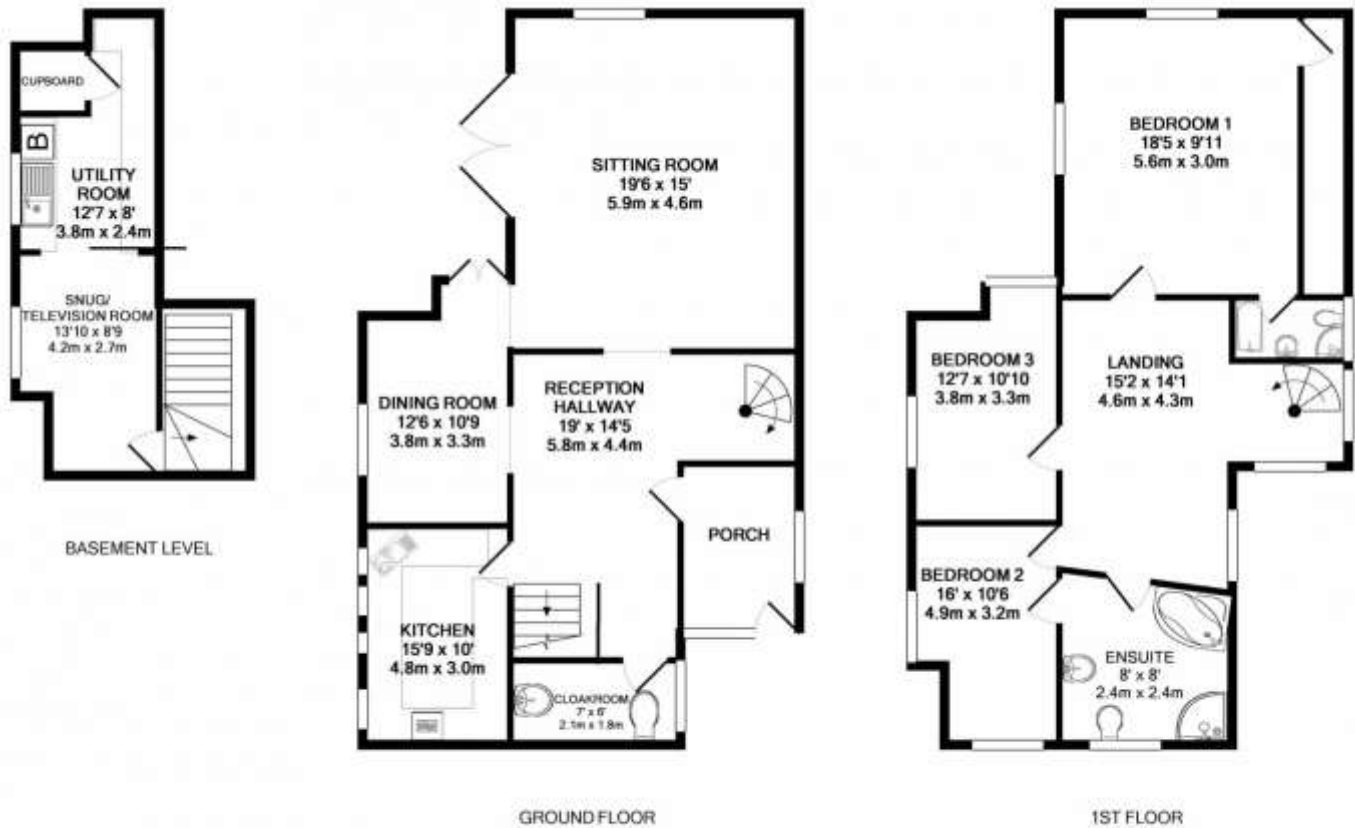 CUPBOARD
B
UTILITY
ROOM
12'7 x 8'
3.8m x 2.4m
SNUG/
TELEVISION ROOM
13'10 x 8'9
4.2m x 2.7m
BASEMENT LEVEL
SITTING ROOM
19'6 x 15'
5.9m x 4.6m
RECEPTION
HALLWAY
19' x 14'5
5.8m x 4.4m
DINING ROOM
12'6 x 10'9
3.8m x 3.3m
PORCH
KITCHEN
15'9 x 10'
4.8m x 3.0m
CLOAKROOM
7' x 6'
2.1m x 1.8m
GROUND FLOOR
BEDROOM 1
18'5 x 9'11
5.6m x 3.0m
BEDROOM 3
12'7 x 10'10
3.8m x 3.3m
LANDING
15'2 x 14'1
4.6m x 4.3m
BEDROOM 2
16' x 10'6
4.9m x 3.2m
ENSUITE
8' x 8'
2.4m x 2.4m
1ST FLOOR